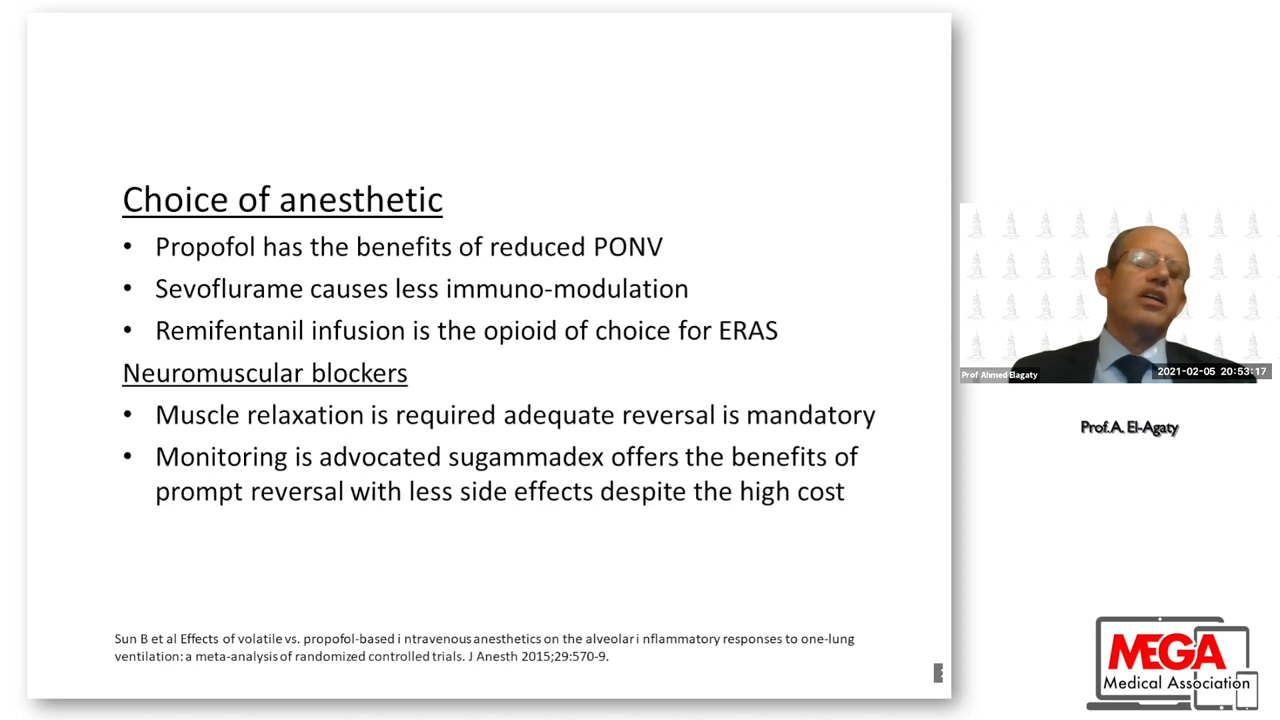 Choice of anesthetic
• Propofol has the benefits of reduced PONV
• Sevoflurame causes less immuno-modulation
• Remifentanil infusion is the opioid of choice for ERAS
Neuromuscular blockers
• Muscle relaxation is required adequate reversal is mandatory
• Monitoring is advocated sugammadex offers the benefits of
prompt reversal with less side effects despite the high cost
Sun B et al Effects of volatile vs. propofol-based i ntravenous anesthetics on the alveolar i nflammatory responses to one-lung
ventilation: a meta-analysis of randomized controlled trials. J Anesth 2015;29:570-9.
Prof Ahmed Elagaty
2021-02-05 20:53:17
Prof.A. El-Agaty
MEGA
Medical Association